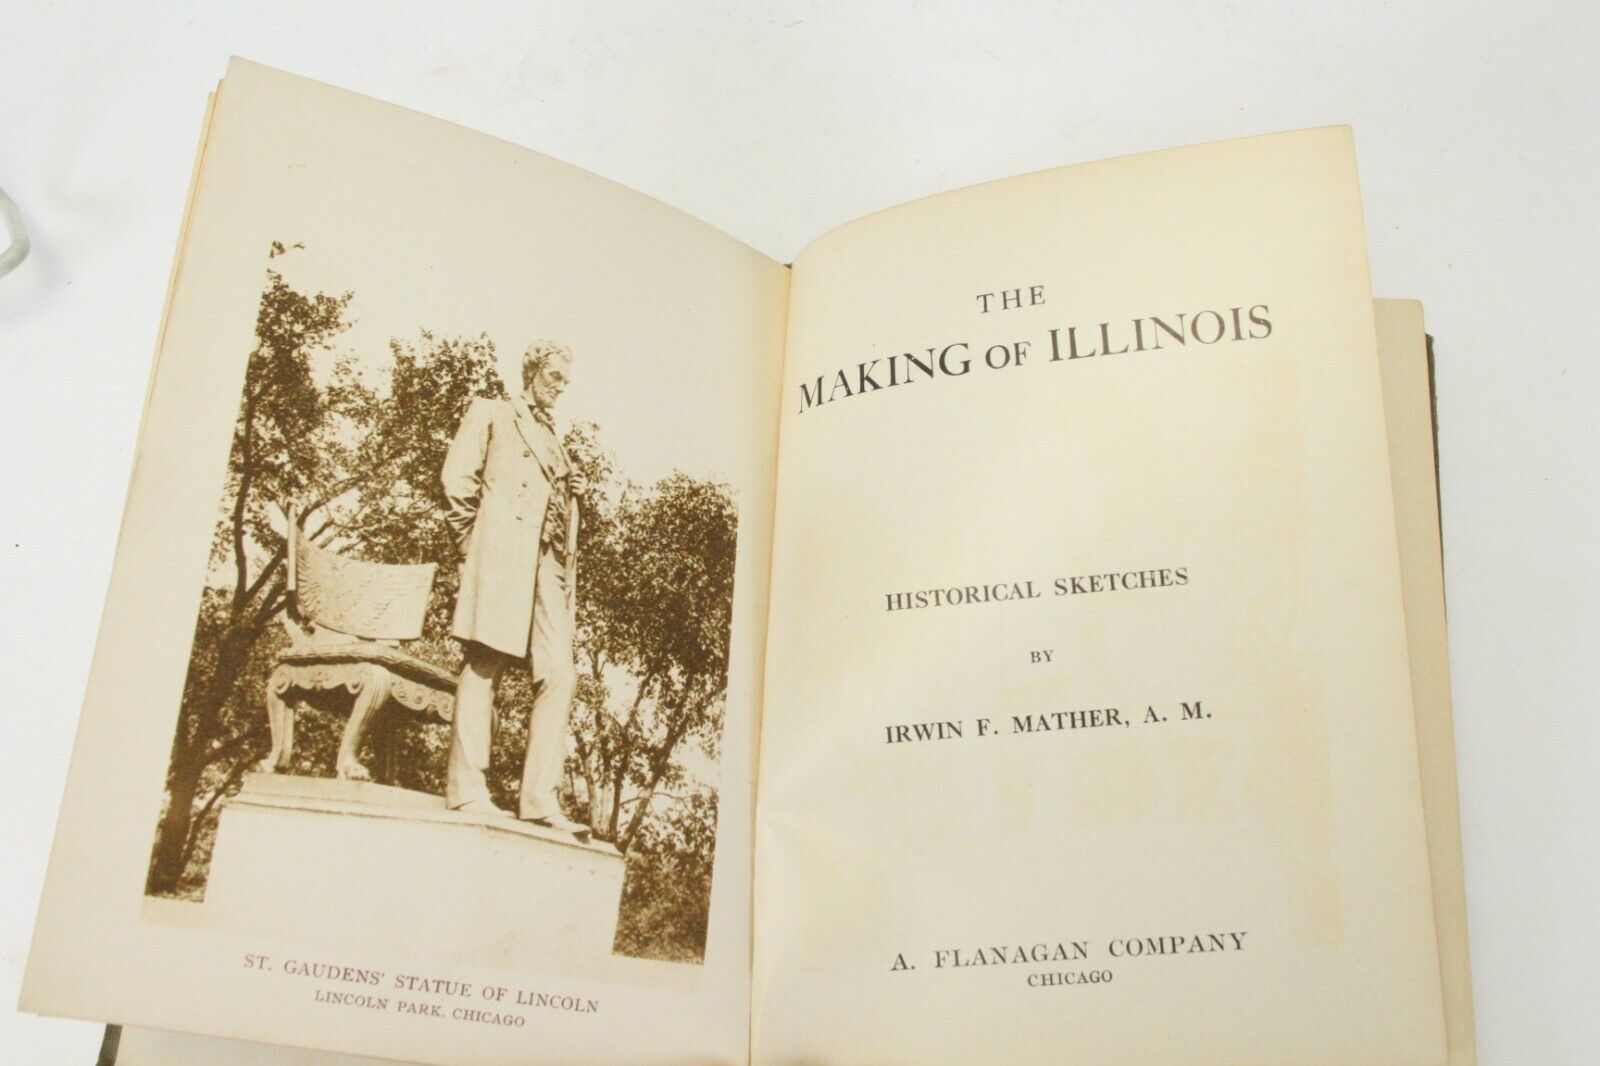 ST. GAUDENS' STATUE OF LINCOLN
LINCOLN PARK, CHICAGO
THE
MAKING OF ILLINOIS
HISTORICAL SKETCHES
BY
IRWIN F. MATHER, A. M.
A. FLANAGAN COMPANY
CHICAGO